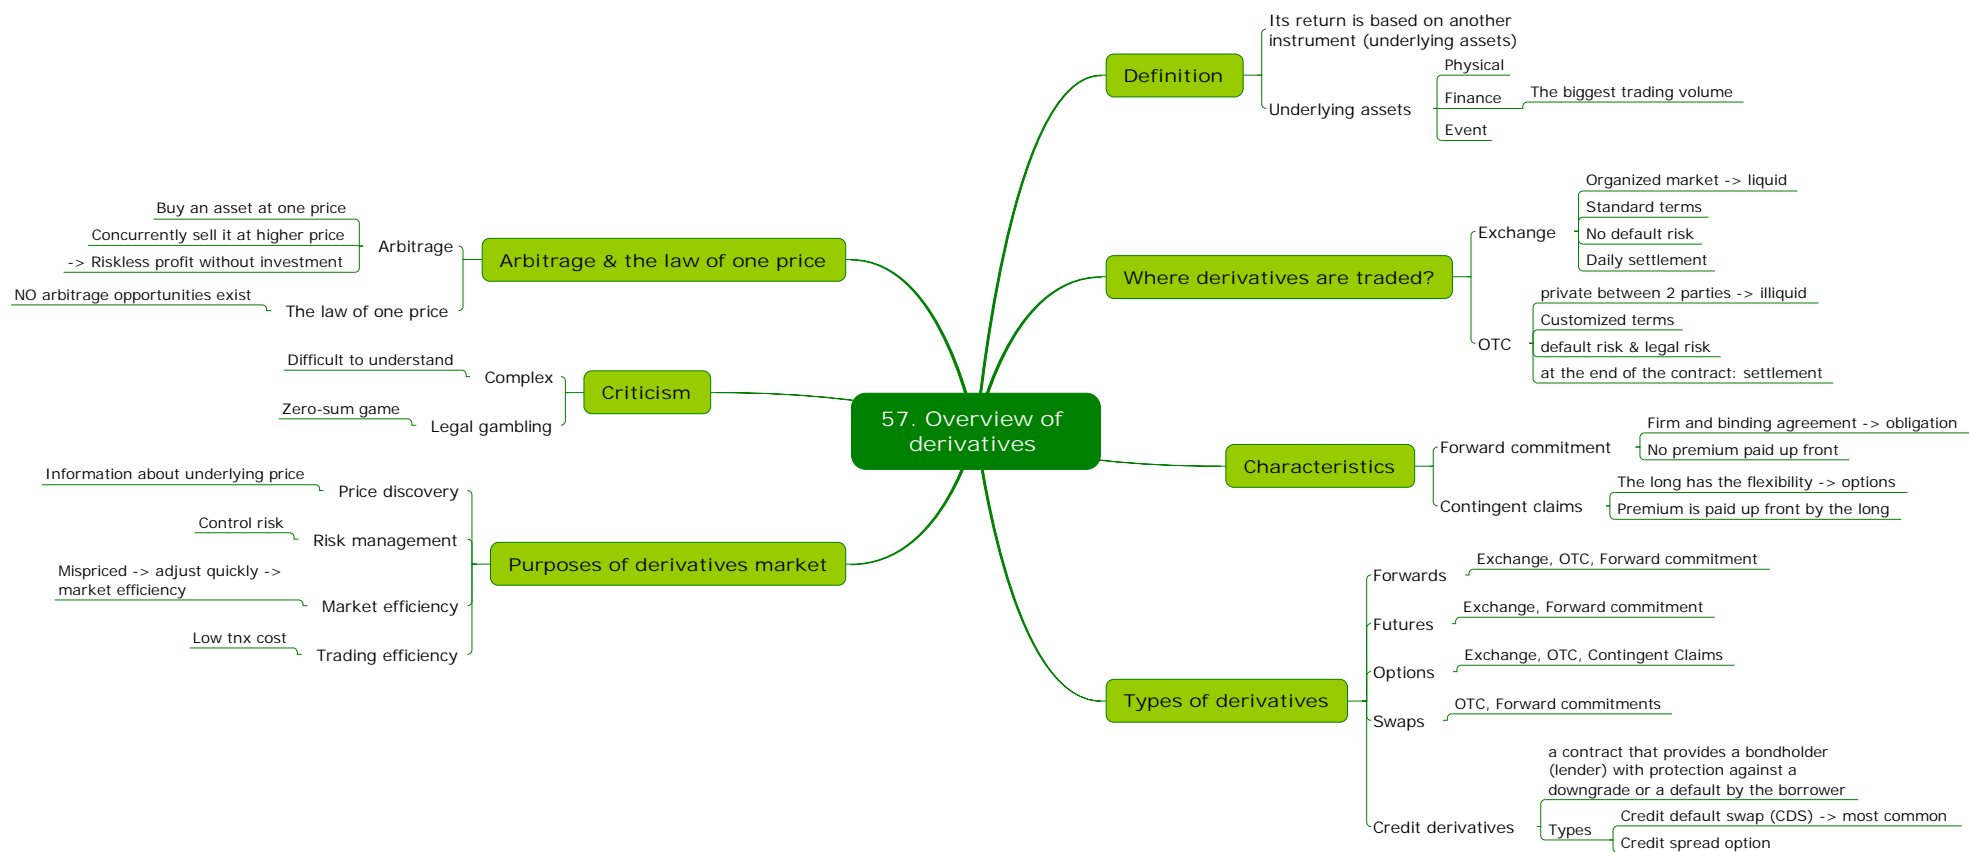 57. Overview of
derivatives
Definition
Its return is based on another
instrument (underlying assets)
Underlying assets
Physical
Finance
The biggest trading volume
Event
Where derivatives are traded?
Exchange
Organized market -> liquid
Standard terms
No default risk
Daily settlement
OTC
private between 2 parties -> illiquid
Customized terms
default risk & legal risk
at the end of the contract: settlement
Characteristics
Forward commitment
Firm and binding agreement -> obligation
No premium paid up front
Contingent claims
The long has the flexibility -> options
Premium is paid up front by the long
Types of derivatives
Forwards
Exchange, OTC, Forward commitment
Futures
Exchange, Forward commitment
Options
Exchange, OTC, Contingent Claims
Swaps
OTC, Forward commitments
Credit derivatives
a contract that provides a bondholder
(lender) with protection against a
downgrade or a default by the borrower
Types
Credit default swap (CDS) -> most common
Credit spread option
Arbitrage & the law of one price
Arbitrage
Buy an asset at one price
Concurrently sell it at higher price
-> Riskless profit without investment
The law of one price
NO arbitrage opportunities exist
Criticism
Complex
Difficult to understand
Legal gambling
Zero-sum game
Purposes of derivatives market
Price discovery
Information about underlying price
Risk management
Control risk
Market efficiency
Mispriced -> adjust quickly ->
market efficiency
Trading efficiency
Low tnx cost